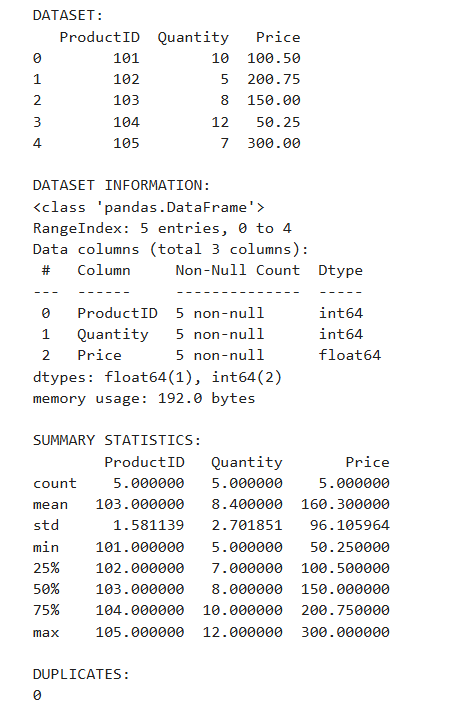 DATASET:
   ProductID  Quantity   Price
0        101        10  100.50
1        102         5  200.75
2        103         8  150.00
3        104        12   50.25
4        105         7  300.00

DATASET INFORMATION:
<class 'pandas.DataFrame'>
RangeIndex: 5 entries, 0 to 4
Data columns (total 3 columns):
 #   Column     Non-Null Count  Dtype
---  ------     --------------  -----
 0   ProductID  5 non-null      int64
 1   Quantity   5 non-null      int64
 2   Price      5 non-null      float64
dtypes: float64(1), int64(2)
memory usage: 192.0 bytes

SUMMARY STATISTICS:
        ProductID   Quantity       Price
count    5.000000   5.000000    5.000000
mean   103.000000   8.400000  160.300000
std      1.581139   2.701851   96.105964
min    101.000000   5.000000   50.250000
25%    102.000000   7.000000  100.500000
50%    103.000000   8.000000  150.000000
75%    104.000000  10.000000  200.750000
max    105.000000  12.000000  300.000000

DUPLICATES:
0